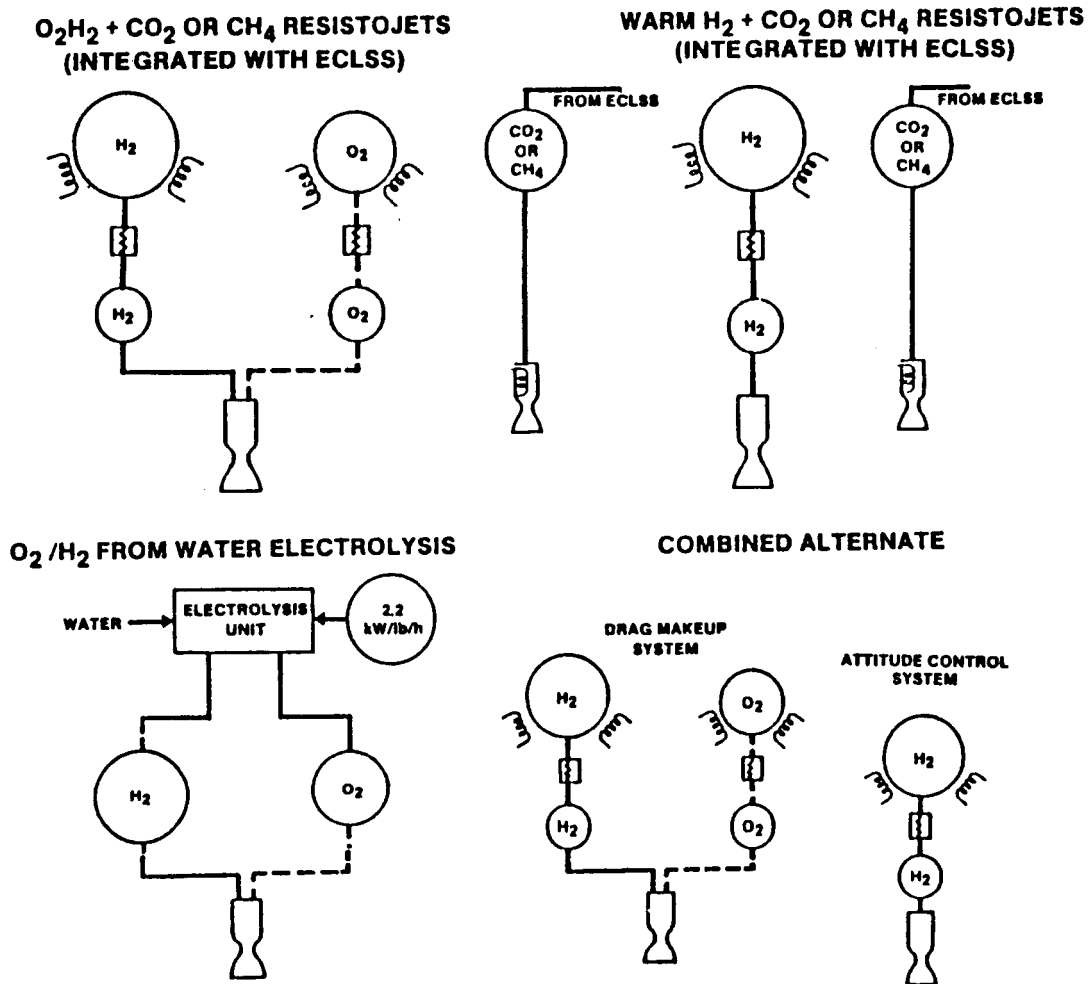 O2H2 + CO2 OR CH4 RESISTOJETS
(INTEGRATED WITH ECLSS)
H2
O2
H2
O2
FROM ECLSS
CO2
OR
CH4
WARM H2 + CO2 OR CH4 RESISTOJETS
(INTEGRATED WITH ECLSS)
H2
H2
FROM ECLSS
CO2
OR
CH4
O2 /H2 FROM WATER ELECTROLYSIS
WATER
ELECTROLYSIS
UNIT
2.2
kW/lb/h
H2
O2
COMBINED ALTERNATE
DRAG MAKEUP
SYSTEM
H2
O2
H2
O2
ATTITUDE CONTROL
SYSTEM
H2
H2